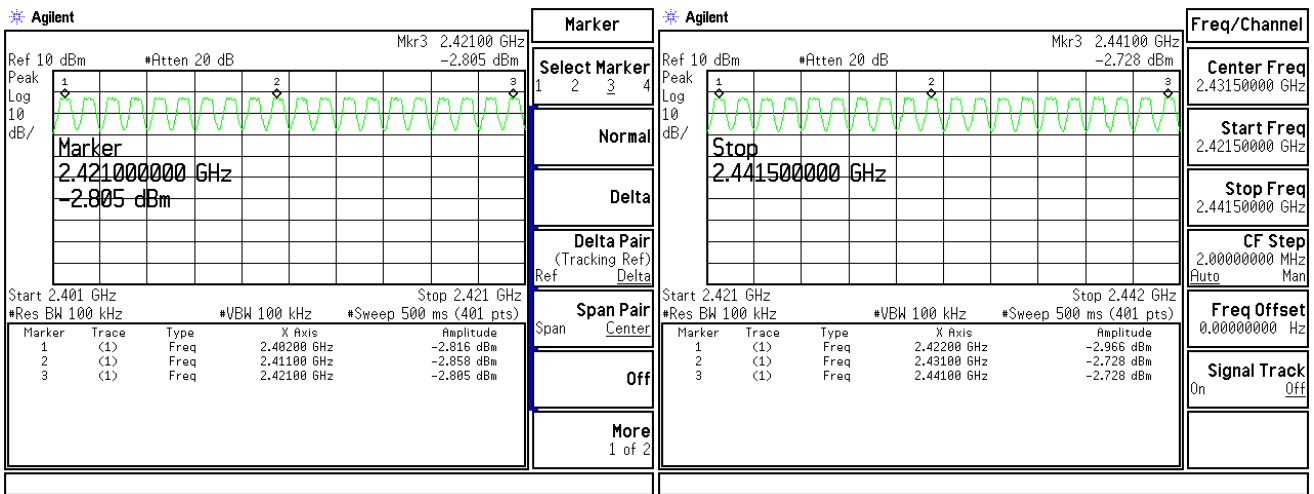 Agilent
Marker
Mkr3 2.42100 GHz
Ref 10 dBm #Atten 20 dB -2.805 dBm
Peak
Log
10
dB/
1 2 3
Marker
2.421000000 GHz
-2.805 dBm
Start 2.401 GHz Stop 2.421 GHz
#Res BW 100 kHz #VBW 100 kHz #Sweep 500 ms (401 pts)
Marker Trace Type X Axis Amplitude
1 (1) Freq 2.40200 GHz -2.816 dBm
2 (1) Freq 2.41100 GHz -2.858 dBm
3 (1) Freq 2.42100 GHz -2.805 dBm
Select Marker
1 2 3 4
Normal
Delta
Delta Pair
(Tracking Ref)
Ref Delta
Span Pair
Span Center
Off
More
1 of 2
Agilent
Freq/Channel
Mkr3 2.44100 GHz
Ref 10 dBm #Atten 20 dB -2.728 dBm
Peak
Log
10
dB/
1 2 3
Stop
2.441500000 GHz
Start 2.421 GHz Stop 2.442 GHz
#Res BW 100 kHz #VBW 100 kHz #Sweep 500 ms (401 pts)
Marker Trace Type X Axis Amplitude
1 (1) Freq 2.42200 GHz -2.966 dBm
2 (1) Freq 2.43100 GHz -2.728 dBm
3 (1) Freq 2.44100 GHz -2.728 dBm
Center Freq
2.43150000 GHz
Start Freq
2.42150000 GHz
Stop Freq
2.44150000 GHz
CF Step
2.00000000 MHz
Auto Man
Freq Offset
0.00000000 Hz
Signal Track
On Off